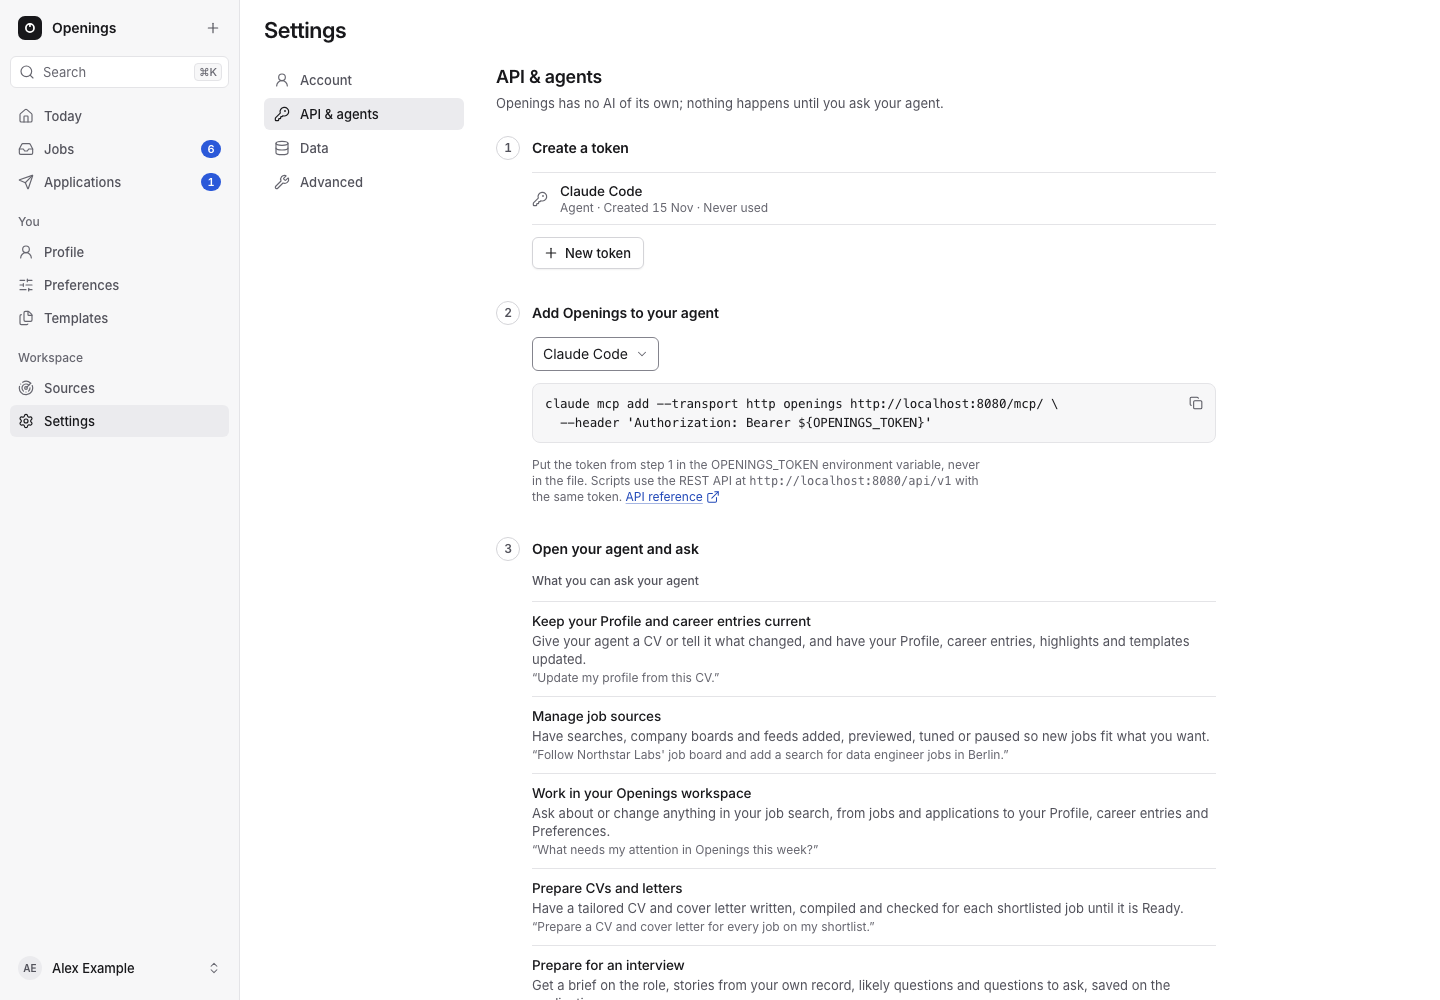 Openings
Search
⌘K
Today
Jobs
6
Applications
1
You
Profile
Preferences
Templates
Workspace
Sources
Settings
AE
Alex Example
Settings
Account
API & agents
Data
Advanced
API & agents
Openings has no AI of its own; nothing happens until you ask your agent.
1
Create a token
Claude Code
Agent · Created 15 Nov · Never used
New token
2
Add Openings to your agent
Claude Code
claude mcp add --transport http openings http://localhost:8080/mcp/ \
--header 'Authorization: Bearer ${OPENINGS_TOKEN}'
Put the token from step 1 in the OPENINGS_TOKEN environment variable, never
in the file. Scripts use the REST API at http://localhost:8080/api/v1 with
the same token. API reference
3
Open your agent and ask
What you can ask your agent
Keep your Profile and career entries current
Give your agent a CV or tell it what changed, and have your Profile, career entries, highlights and templates
updated.
“Update my profile from this CV.”
Manage job sources
Have searches, company boards and feeds added, previewed, tuned or paused so new jobs fit what you want.
“Follow Northstar Labs' job board and add a search for data engineer jobs in Berlin.”
Work in your Openings workspace
Ask about or change anything in your job search, from jobs and applications to your Profile, career entries and
Preferences.
“What needs my attention in Openings this week?”
Prepare CVs and letters
Have a tailored CV and cover letter written, compiled and checked for each shortlisted job until it is Ready.
“Prepare a CV and cover letter for every job on my shortlist.”
Prepare for an interview
Get a brief on the role, stories from your own record, likely questions and questions to ask, saved on the